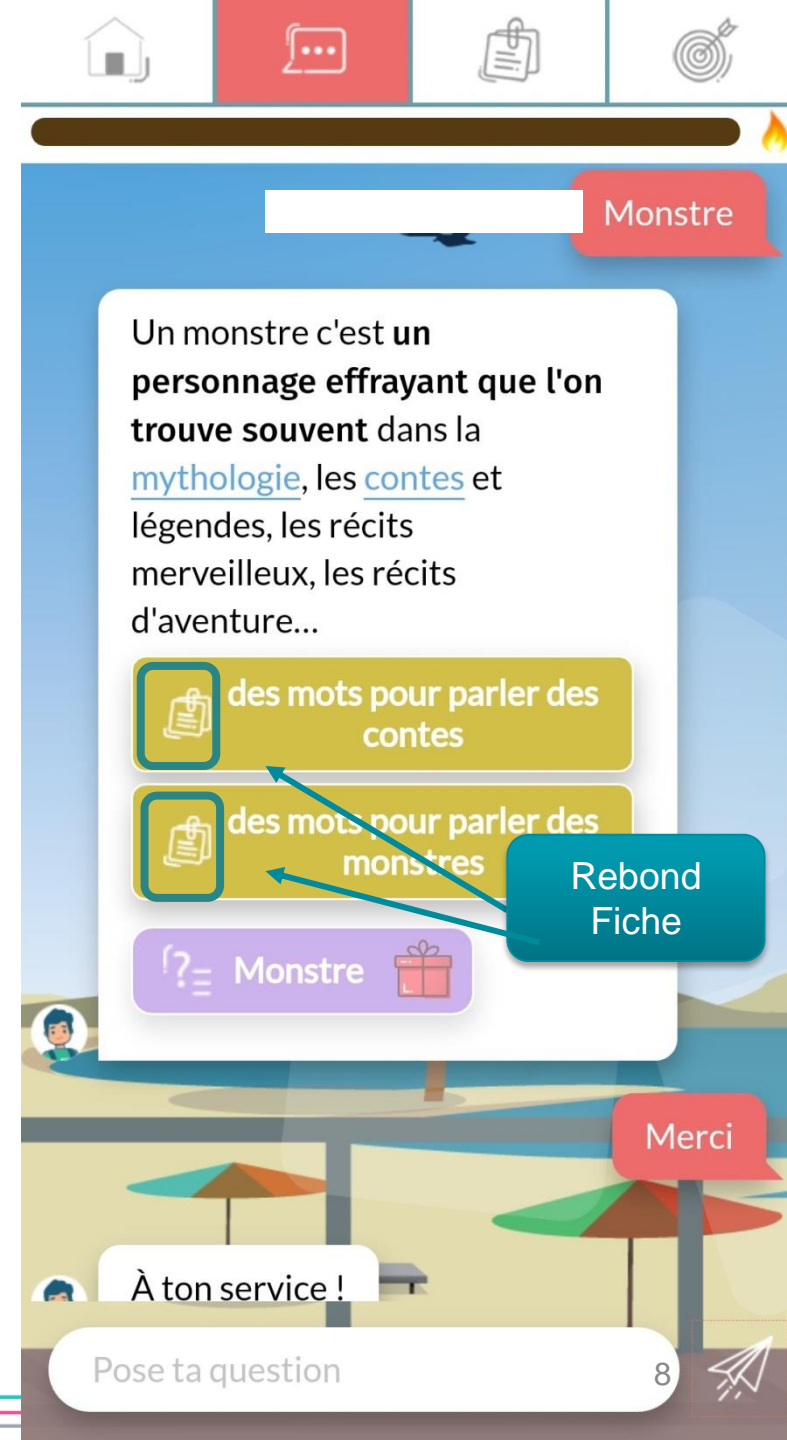 Monstre
Un monstre c'est un
personnage effrayant que l'on
trouve souvent dans la
mythologie, les contes et
légendes, les récits
merveilleux, les récits
d'aventure...
des mots pour parler des
contes
des mots pour parler des
monstres
Rebond
Fiche
Monstre
Merci
À ton service !
Pose ta question
8